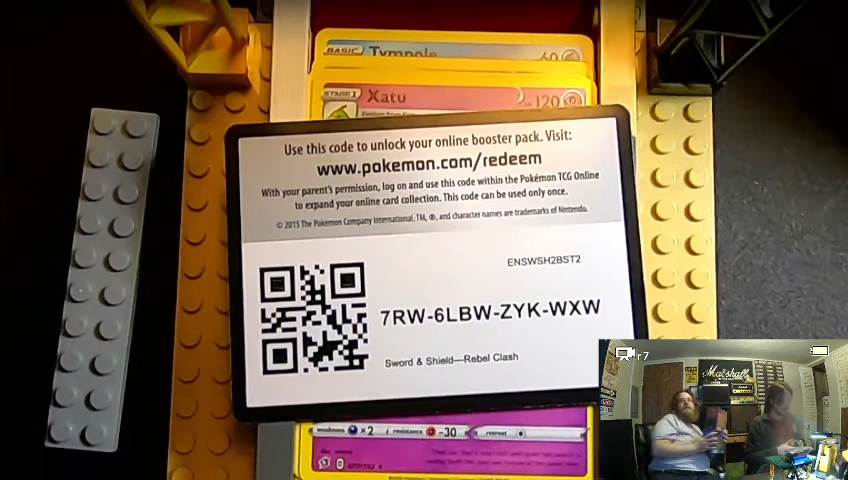 BASIC Tympole 60
STAGE 1 Xatu 120
Use this code to unlock your online booster pack. Visit:
www.pokemon.com/redeem
With your parent's permission, log on and use this code within the Pokémon TCG Online
to expand your online card collection. This code can be used only once.
© 2015 The Pokémon Company International. TM, ®, and character names are trademarks of Nintendo.
ENSWSH2BST2
7RW-6LBW-ZYK-WXW
Sword & Shield—Rebel Clash
r7
Marshall
weakness ×2 resistance -30 retreat